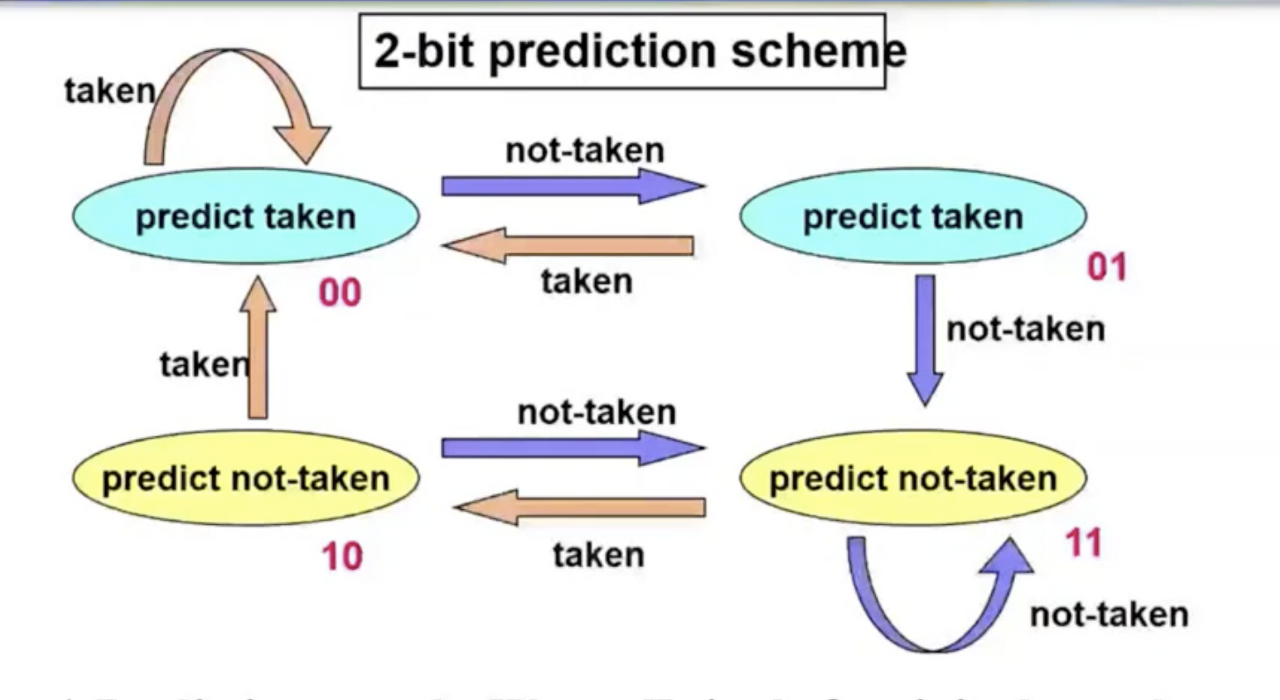 2-bit prediction scheme
taken
not-taken
predict taken
predict taken
taken
00
01
taken
not-taken
not-taken
predict not-taken
predict not-taken
taken
10
11
not-taken